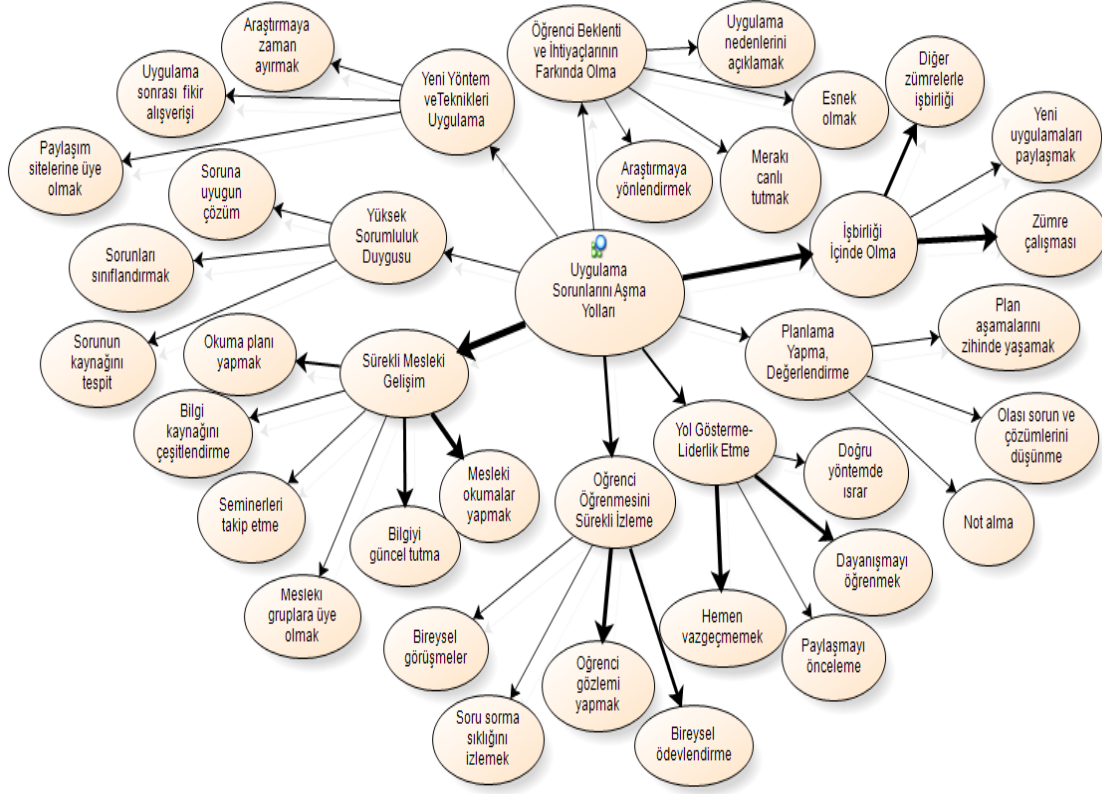 Araştırmaya
zaman
ayırmak
Uygulama
sonrası fikir
alışverişi
Paylaşım
sitelerine üye
olmak
Yeni Yöntem
veTeknikleri
Uygulama
Öğrenci Beklenti
ve İhtiyaçlarının
Farkında Olma
Uygulama
nedenlerini
açıklamak
Esnek
olmak
Merakı
canlı
tutmak
Araştırmaya
yönlendirmek
Diğer
zümrelerle
işbirliği
Yeni
uygulamaları
paylaşmak
Zümre
çalışması
İşbirliği
İçinde Olma
Soruna
uyugun
çözüm
Sorunları
sınıflandırmak
Sorunun
kaynağını
tespit
Yüksek
Sorumluluk
Duygusu
Uygulama
Sorunlarını Aşma
Yolları
Planlama
Yapma,
Değerlendirme
Plan
aşamalarını
zihinde yaşamak
Olası sorun ve
çözümlerini
düşünme
Not alma
Okuma planı
yapmak
Sürekli Mesleki
Gelişim
Bilgi
kaynağını
çeşitlendirme
Seminerleri
takip etme
Mesleki
gruplara üye
olmak
Bilgiyi
güncel tutma
Mesleki
okumalar
yapmak
Öğrenci
Öğrenmesini
Sürekli İzleme
Bireysel
görüşmeler
Soru sorma
sıklığını
izlemek
Öğrenci
gözlemi
yapmak
Bireysel
ödevlendirme
Yol Gösterme-
Liderlik Etme
Doğru
yöntemde
ısrar
Dayanışmayı
öğrenmek
Paylaşmayı
önceleme
Hemen
vazgeçmemek